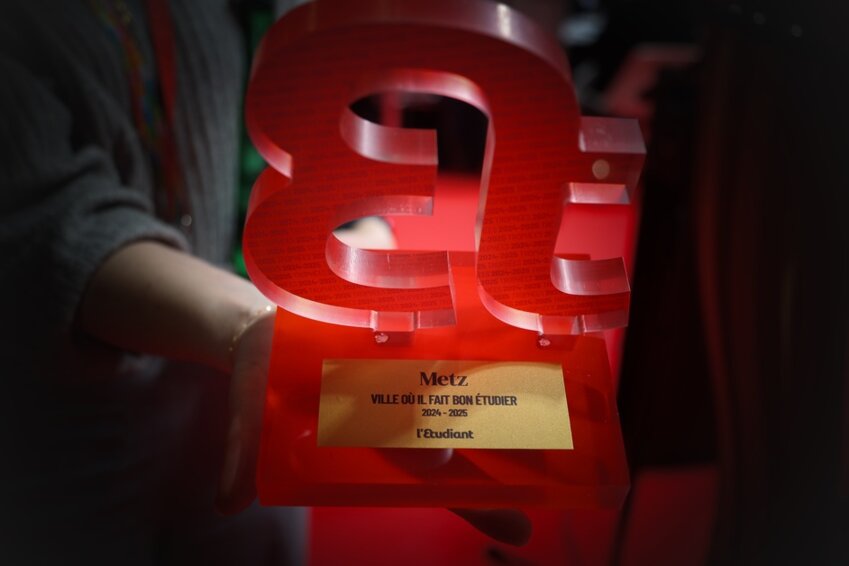 Metz
VILLE OÙ IL FAIT BON ÉTUDIER
2024 - 2025
l'Etudiant